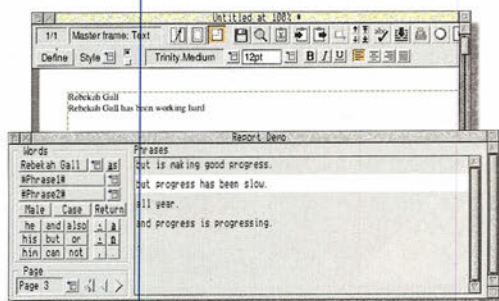 Untitled at 100% *
1/1 Master frame: Text
Define Style Trinity.Medium 12pt B I U
Rebekah Gall
Rebekah Gall has been working hard
Report Demo
Words
Phrases
Rebekah Gall as
but is making good progress.
#Phrase1#
but progress has been slow.
#Phrase2#
all year.
Male Case Return
and progress is progressing.
he and also : a
his but or ; n
him can not , .
Page
Page 3